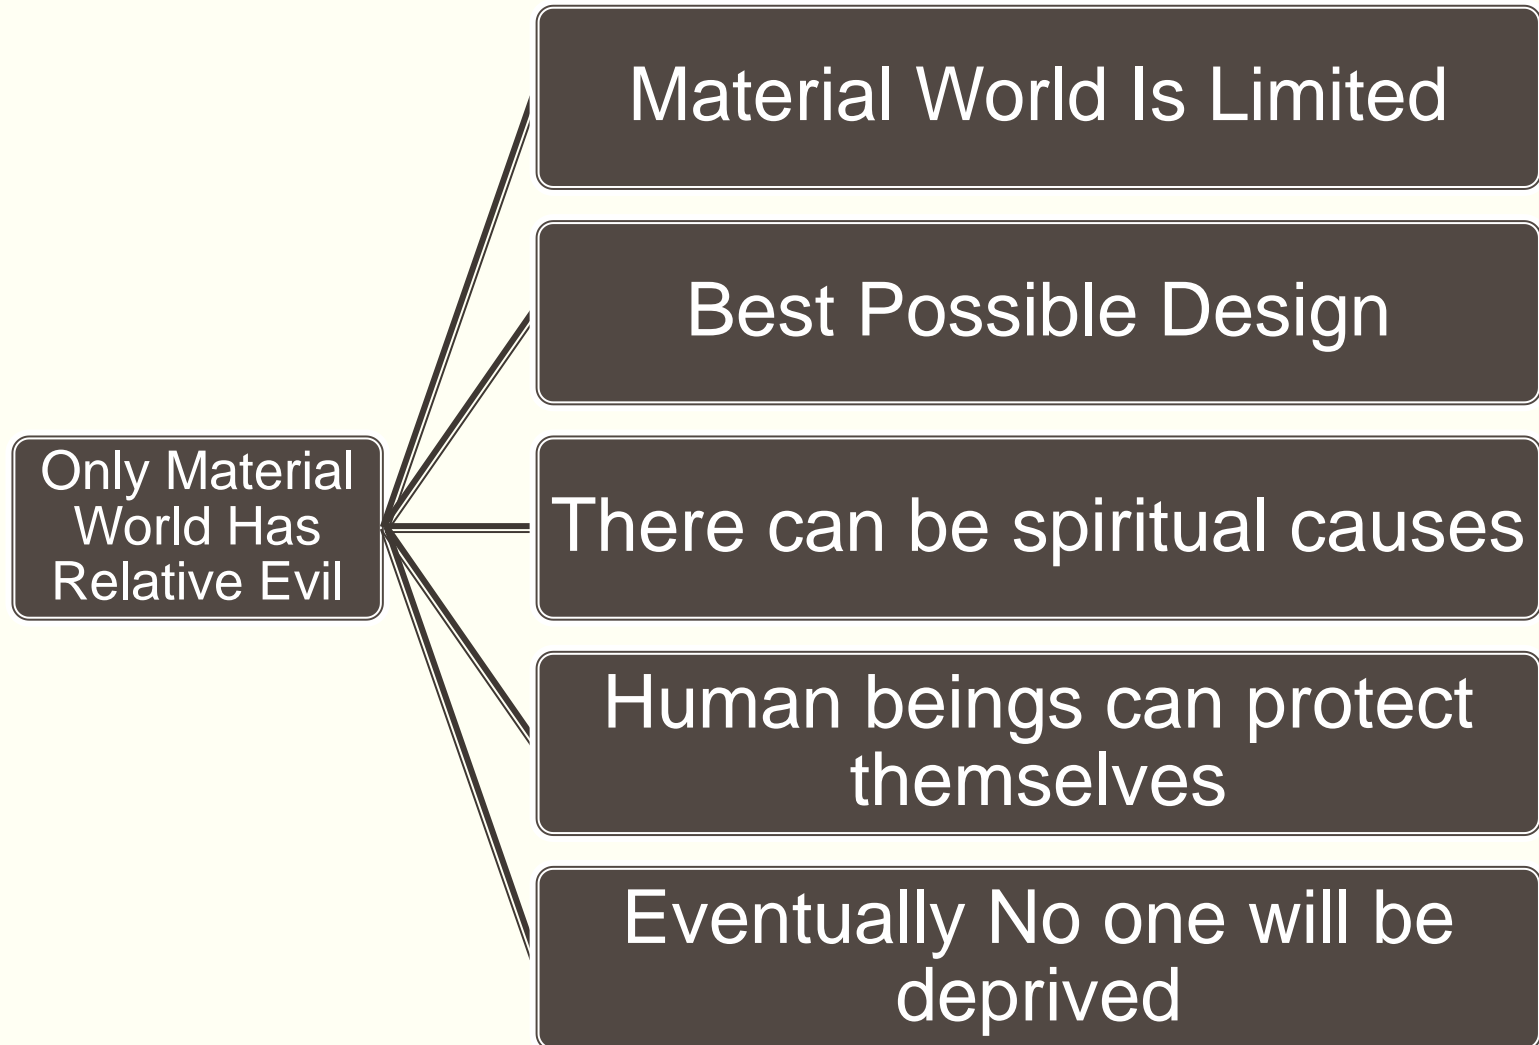 Only Material
World Has
Relative Evil
Material World Is Limited
Best Possible Design
There can be spiritual causes
Human beings can protect
themselves
Eventually No one will be
deprived